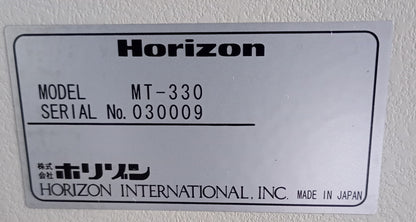 Horizon
MODEL MT-330
SERIAL No. 030009
株式会社 ホリゾン
HORIZON INTERNATIONAL, INC. MADE IN JAPAN